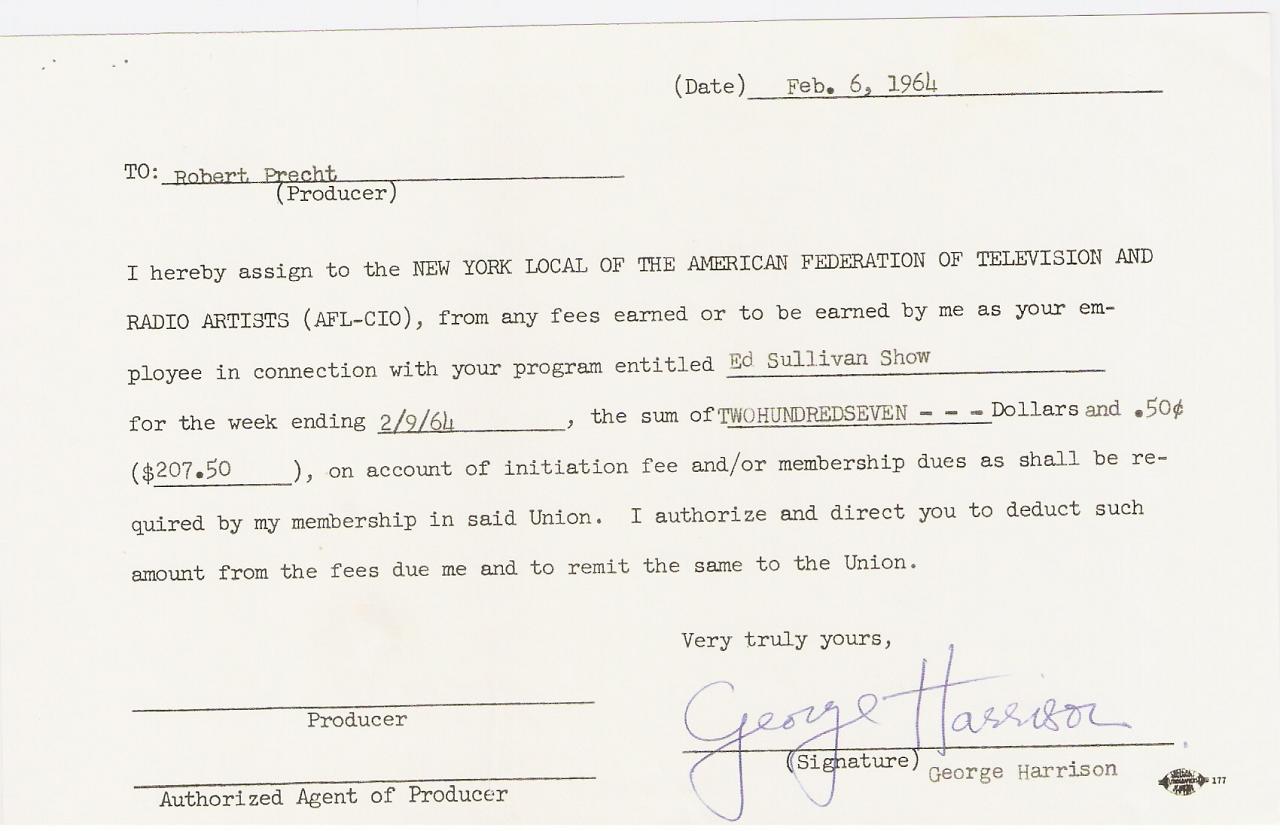 (Date) Feb. 6, 1964
TO: Robert Precht
(Producer)
I hereby assign to the NEW YORK LOCAL OF THE AMERICAN FEDERATION OF TELEVISION AND
RADIO ARTISTS (AFL-CIO), from any fees earned or to be earned by me as your em-
ployee in connection with your program entitled Ed Sullivan Show
for the week ending 2/9/64, the sum of TWOHUNDREDSEVEN - - - Dollars and .50¢
($207.50), on account of initiation fee and/or membership dues as shall be re-
quired by my membership in said Union. I authorize and direct you to deduct such
amount from the fees due me and to remit the same to the Union.
Very truly yours,
George Harrison
Producer
(Signature) George Harrison
Authorized Agent of Producer
177